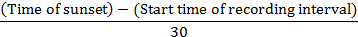 (Time of sunset) − (Start time of recording interval)
30